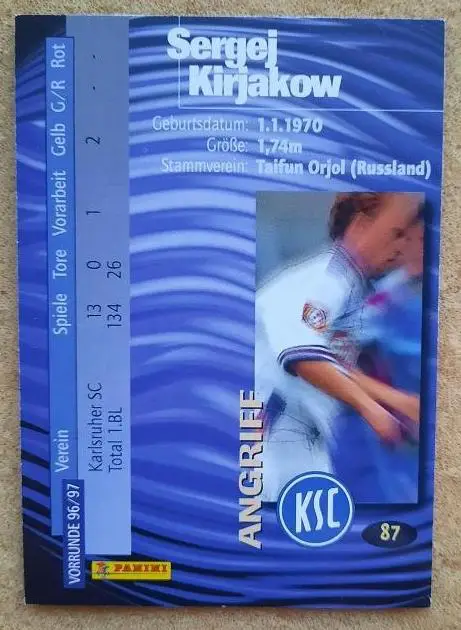 Sergej
Kirjakow
Geburtsdatum: 1.1.1970
Größe: 1,74m
Stammverein: Taifun Orjol (Russland)
VORRUNDE 96/97
Verein Spiele Tore Vorarbeit Gelb G./R Rot
Karlsruher SC 13 0 1 2 - -
Total 1.BL 134 26
ANGRIFF
KSC
87
PANINI